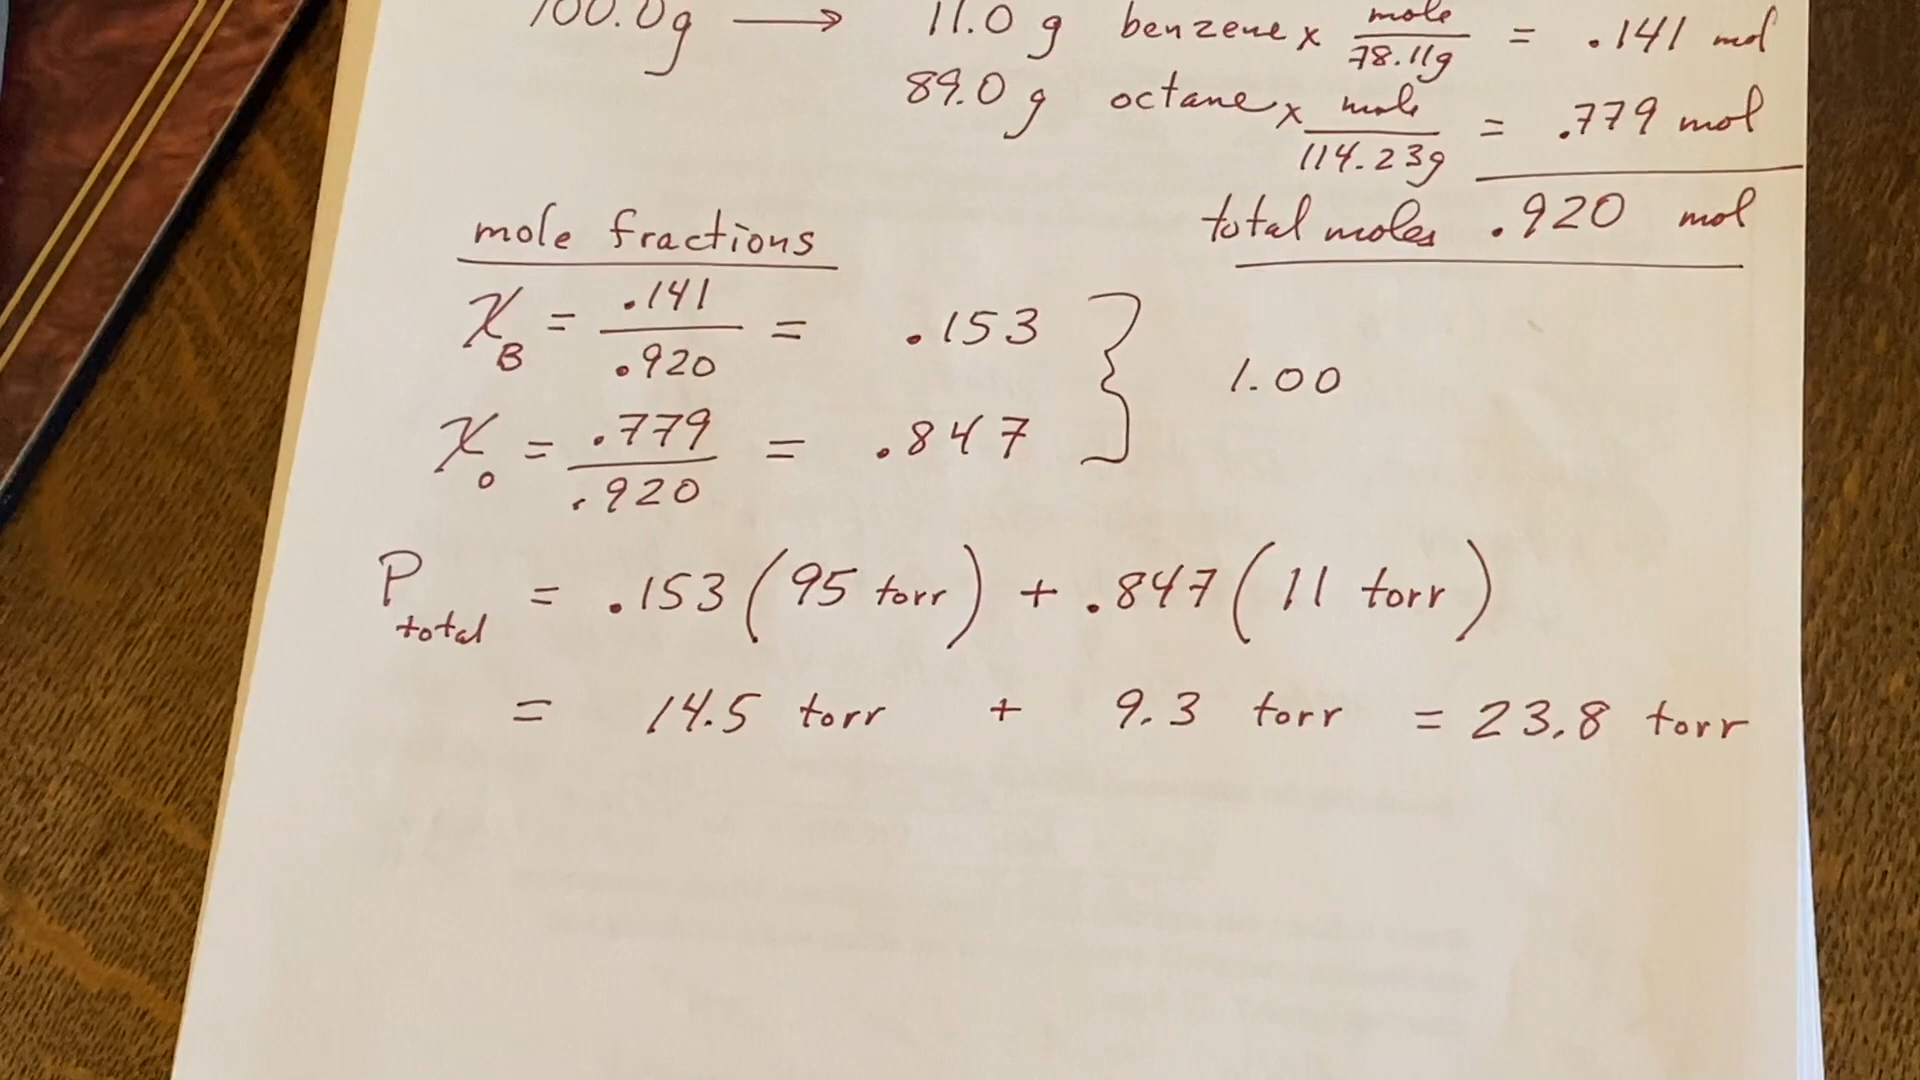 100.0g → 11.0 g benzene x mole/78.11g = .141 mol
89.0 g octane x mole/114.23g = .779 mol
total moles .920 mol
mole fractions
χB = .141/.920 = .153
χo = .779/.920 = .847 } 1.00
Ptotal = .153 (95 torr) + .847 (11 torr)
= 14.5 torr + 9.3 torr = 23.8 torr